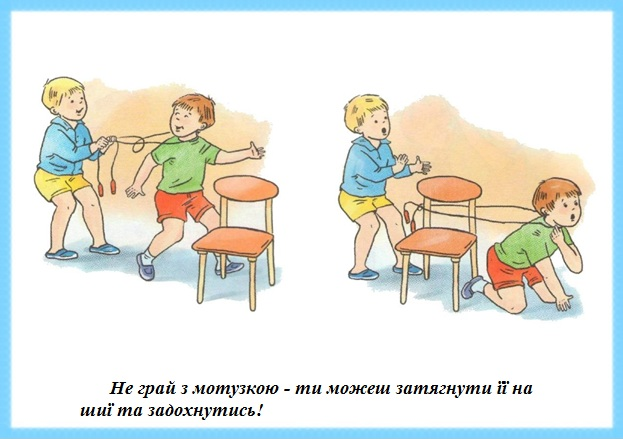 Не грай з мотузкою - ти можеш затягнути її на
шиї та задохнутись!